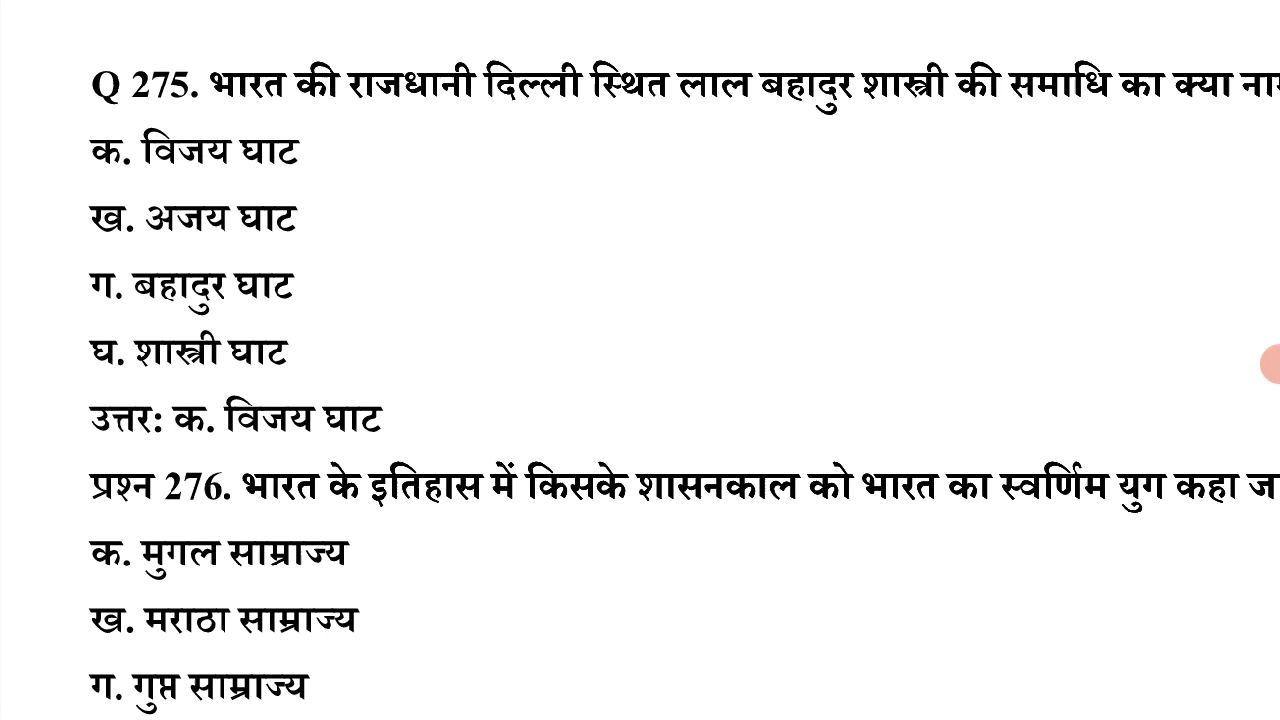 Q 275. भारत की राजधानी दिल्ली स्थित लाल बहादुर शास्त्री की समाधि का क्या
क. विजय घाट
ख. अजय घाट
ग. बहादुर घाट
घ. शास्त्री घाट
उत्तर: क. विजय घाट
प्रश्न 276. भारत के इतिहास में किसके शासनकाल को भारत का स्वर्णिम युग कहा
क. मुगल साम्राज्य
ख. मराठा साम्राज्य
ग. गुप्त साम्राज्य